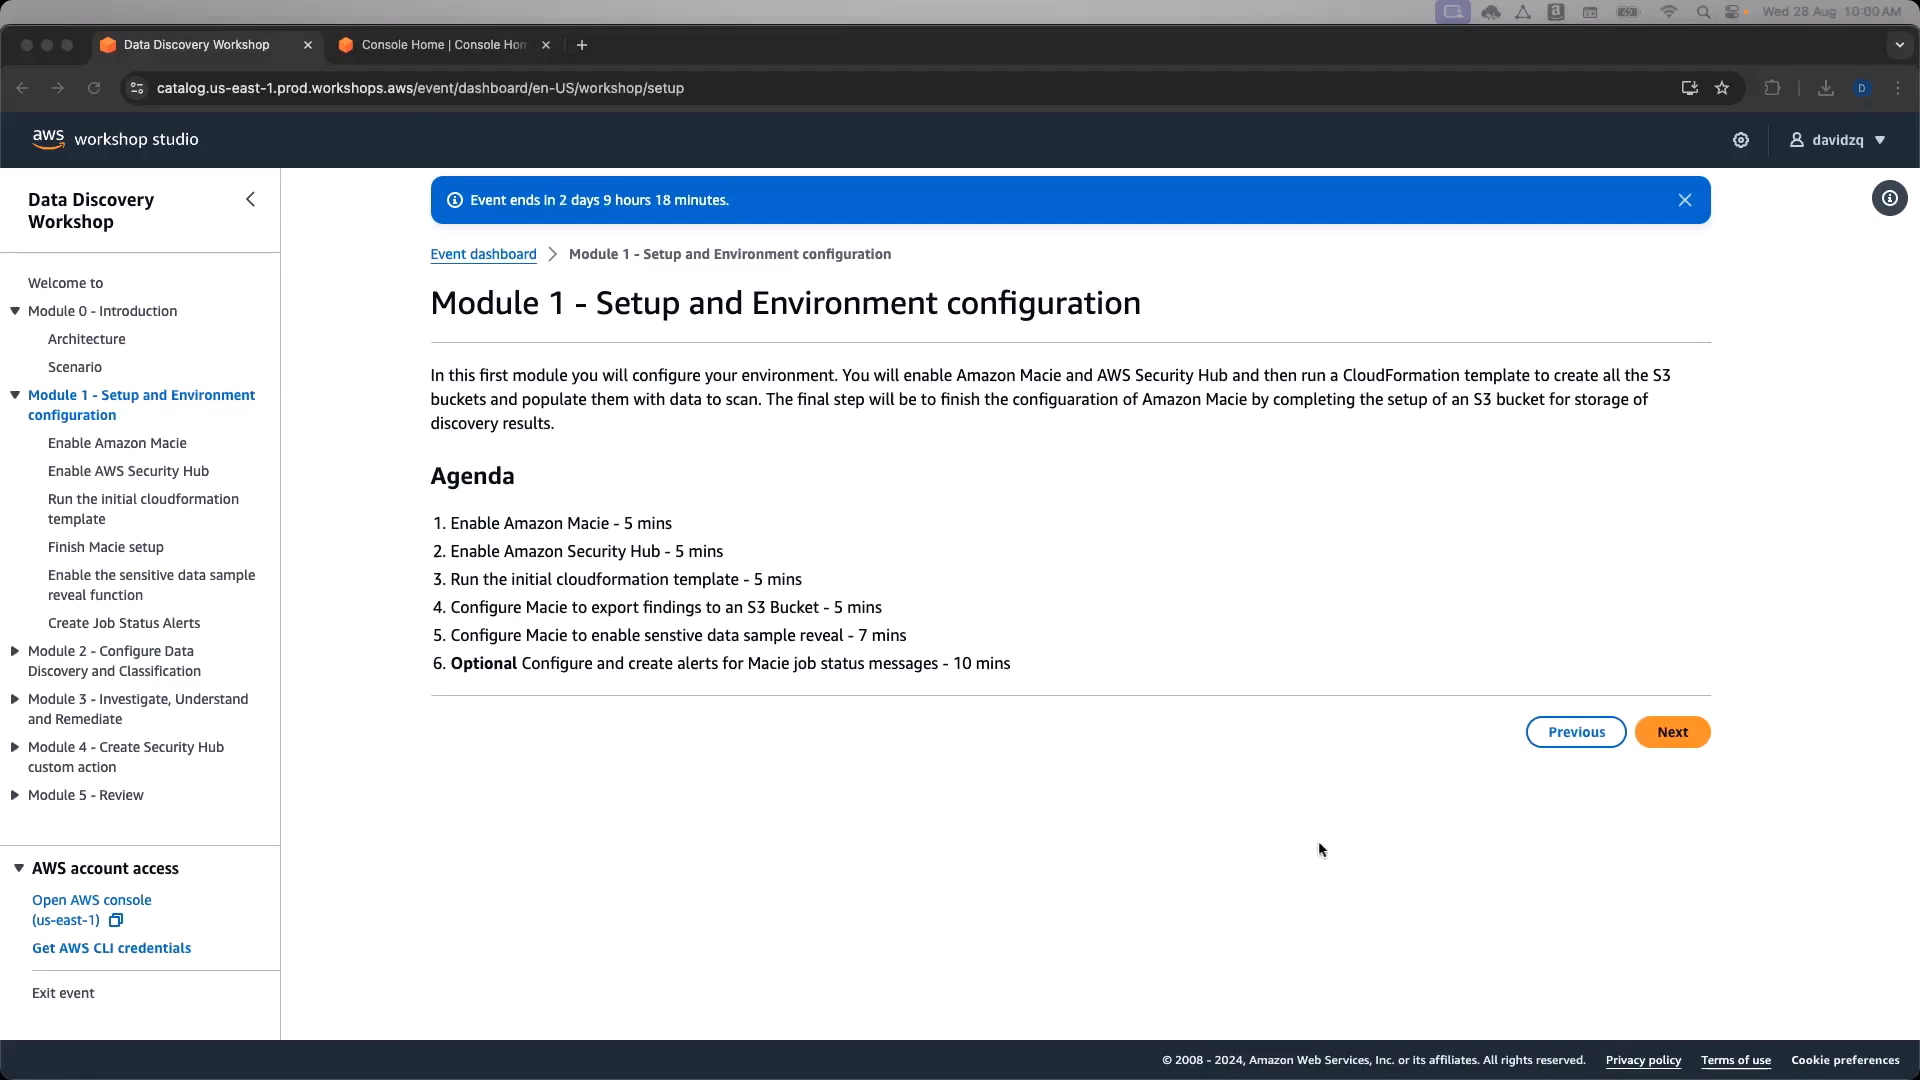 Wed 28 Aug 10:00 AM
Data Discovery Workshop
Console Home | Console Hom
catalog.us-east-1.prod.workshops.aws/event/dashboard/en-US/workshop/setup
D
aws workshop studio
davidzq
Data Discovery
Workshop
Welcome to
Module 0 - Introduction
Architecture
Scenario
Module 1 - Setup and Environment
configuration
Enable Amazon Macie
Enable AWS Security Hub
Run the initial cloudformation
template
Finish Macie setup
Enable the sensitive data sample
reveal function
Create Job Status Alerts
Module 2 - Configure Data
Discovery and Classification
Module 3 - Investigate, Understand
and Remediate
Module 4 - Create Security Hub
custom action
Module 5 - Review
AWS account access
Open AWS console
(us-east-1)
Get AWS CLI credentials
Exit event
Event ends in 2 days 9 hours 18 minutes.
Event dashboard
Module 1 - Setup and Environment configuration
Module 1 - Setup and Environment configuration
In this first module you will configure your environment. You will enable Amazon Macie and AWS Security Hub and then run a CloudFormation template to create all the S3
buckets and populate them with data to scan. The final step will be to finish the configuaration of Amazon Macie by completing the setup of an S3 bucket for storage of
discovery results.
Agenda
1. Enable Amazon Macie - 5 mins
2. Enable Amazon Security Hub - 5 mins
3. Run the initial cloudformation template - 5 mins
4. Configure Macie to export findings to an S3 Bucket - 5 mins
5. Configure Macie to enable senstive data sample reveal - 7 mins
6. Optional Configure and create alerts for Macie job status messages - 10 mins
Previous
Next
© 2008 - 2024, Amazon Web Services, Inc. or its affiliates. All rights reserved.
Privacy policy
Terms of use
Cookie preferences